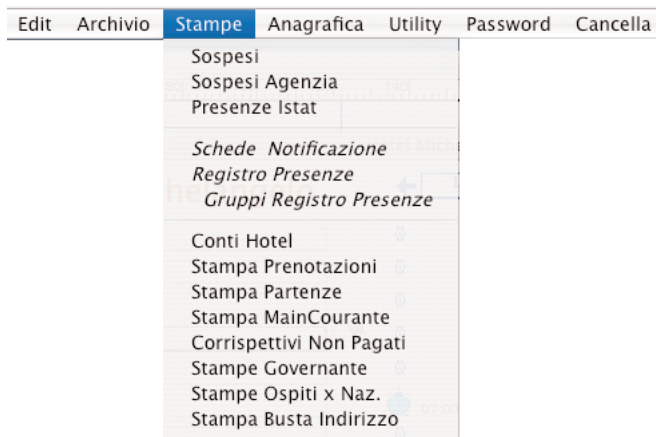 Edit Archivio Stampe Anagrafica Utility Password Cancella
Sospesi
Sospesi Agenzia
Presenze Istat
Schede Notificazione
Registro Presenze
Gruppi Registro Presenze
Conti Hotel
Stampa Prenotazioni
Stampa Partenze
Stampa MainCourante
Corrispettivi Non Pagati
Stampe Governante
Stampe Ospiti x Naz.
Stampa Busta Indirizzo